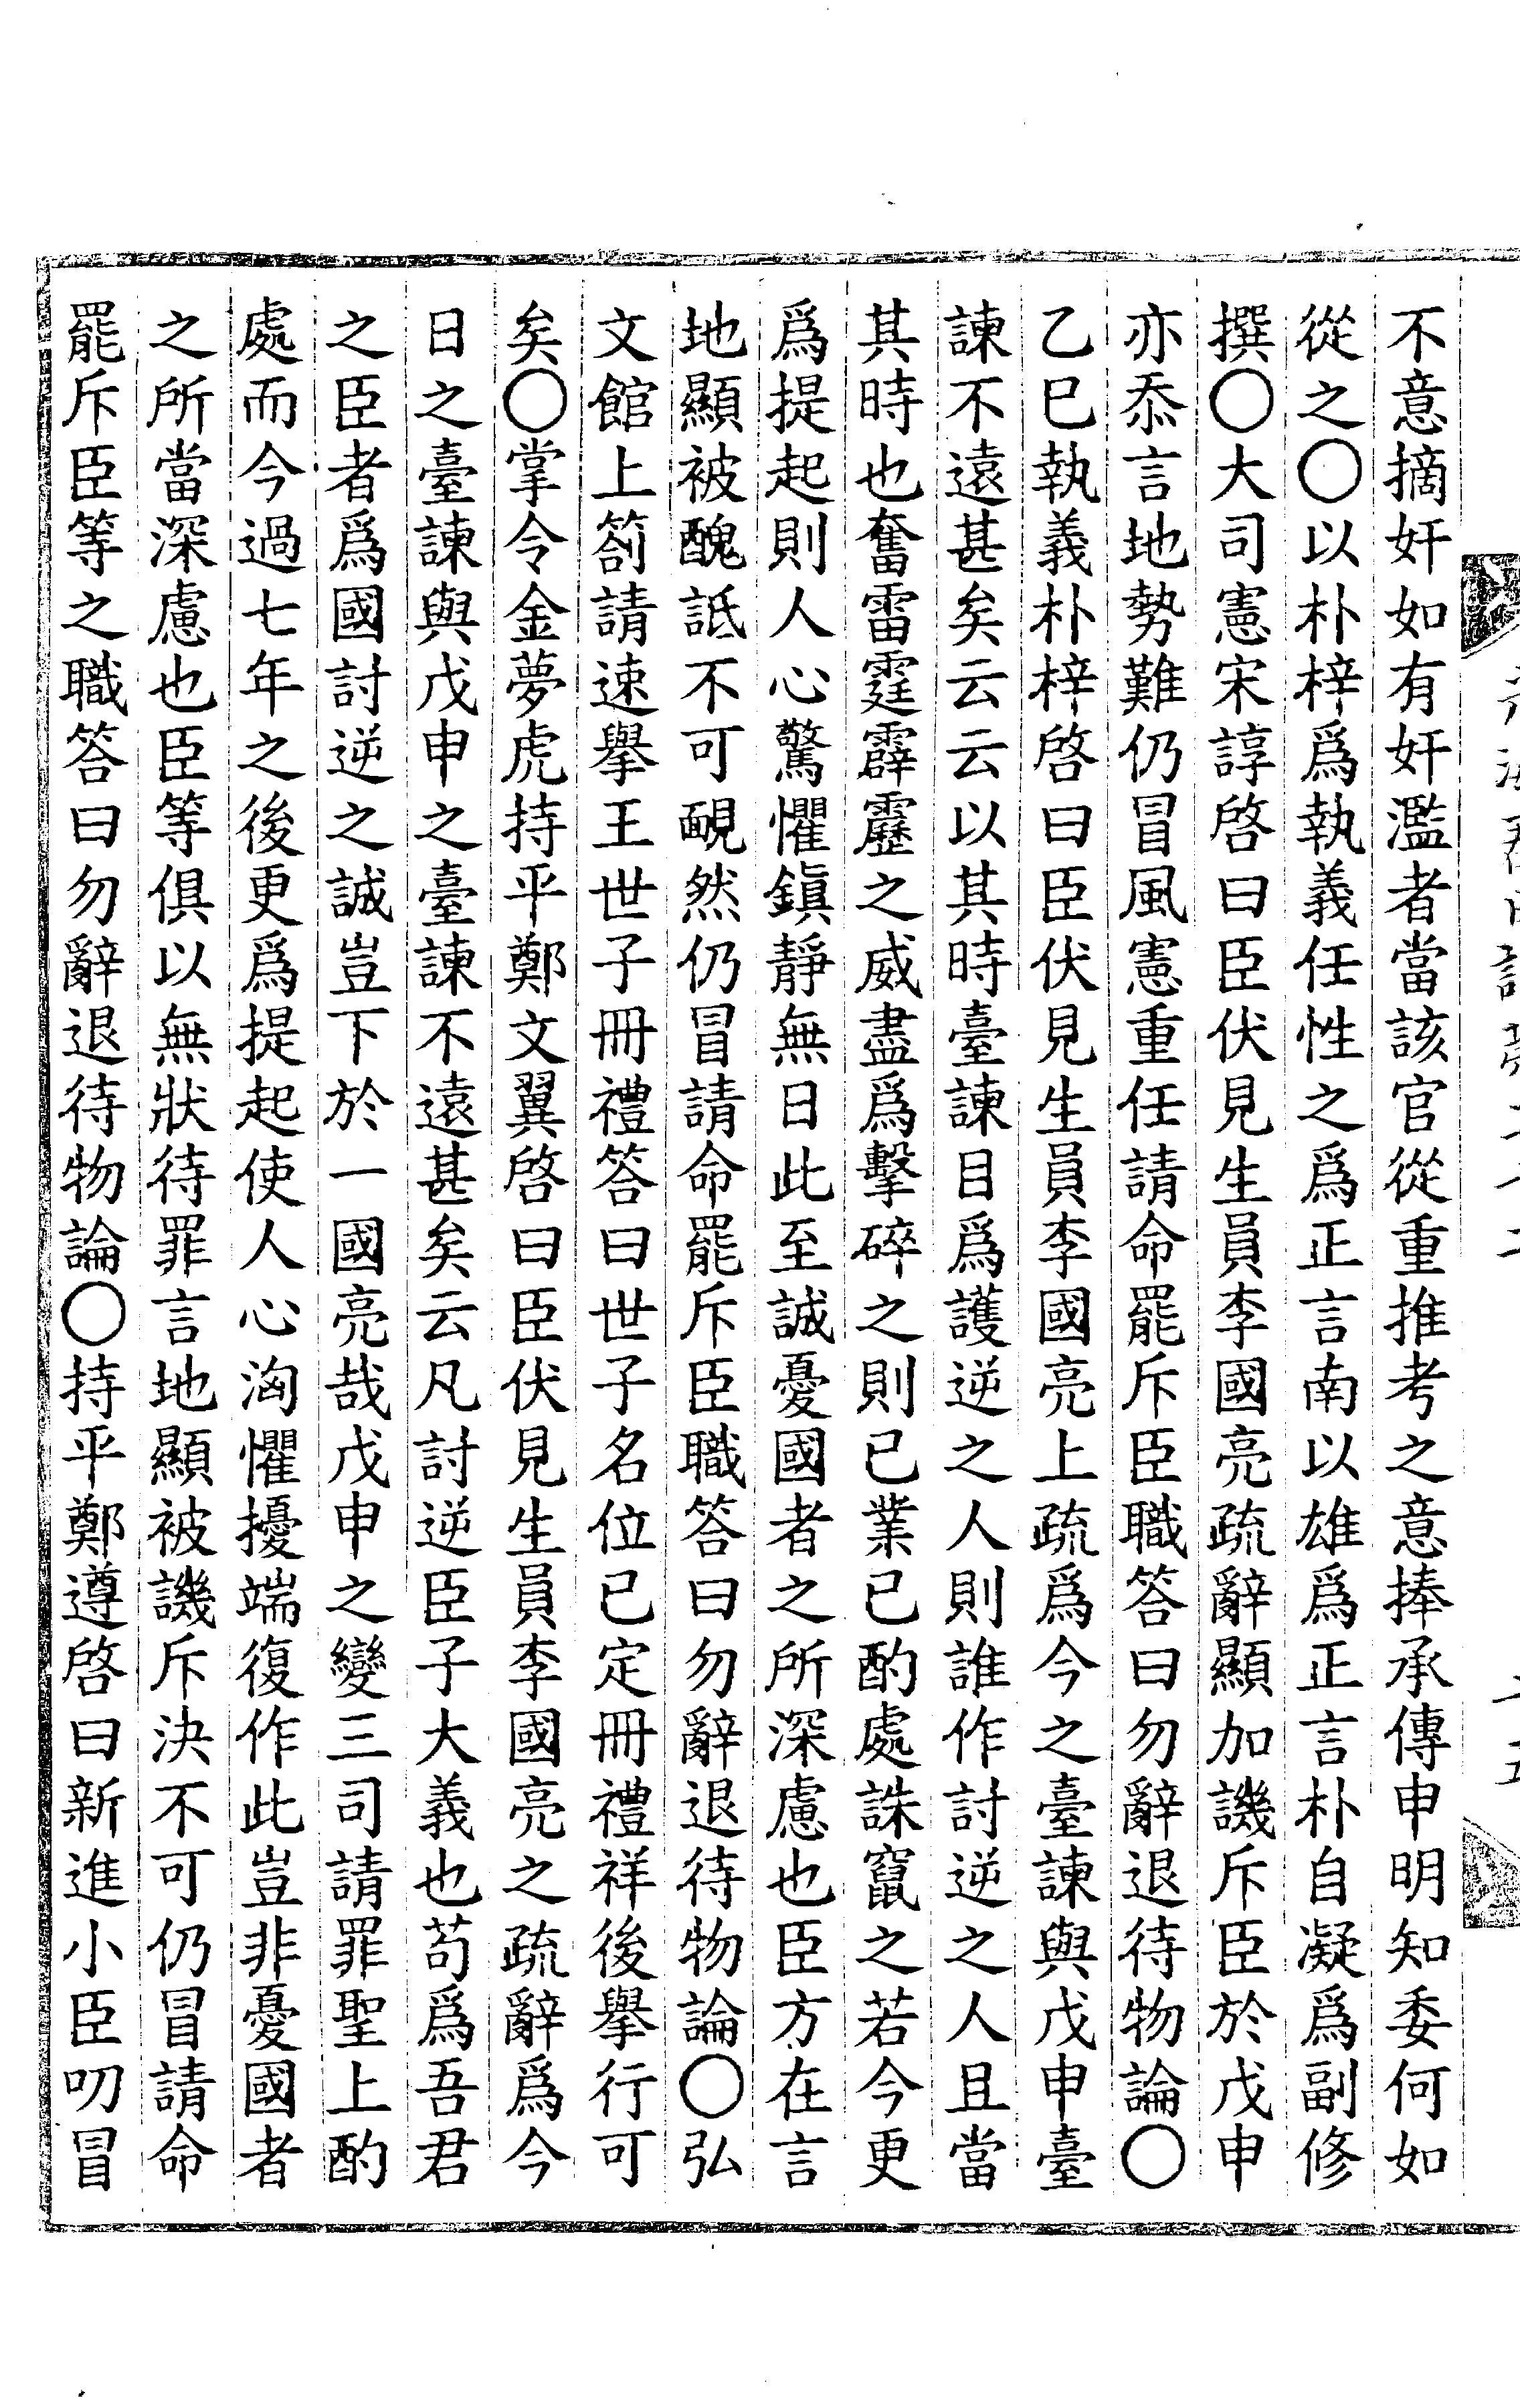 不意摘奸如有奸濫者當該官從重推考之意捧承傳申明知委何如
從之○以朴梓爲執義任性之爲正言南以雄爲正言朴自凝爲副修
撰○大司憲宋諄啓曰臣伏見生員李國亮疏辭顯加譏斥臣於戊申
亦忝言地勢難仍冒風憲重任請命罷斥臣職答曰勿辭退待物論○
乙巳執義朴梓啓曰臣伏見生員李國亮上疏爲今之臺諫與戊申臺
諫不遠甚矣云云以其時臺諫目爲護逆之人則誰作討逆之人且當
其時也奮雷霆霹靂之威盡爲擊碎之則已業已酌處誅竄之若今更
爲提起則人心驚懼鎭靜無日此至誠憂國者之所深慮也臣方在言
地顯被醜詆不可靦然仍冒請命罷斥臣職答曰勿辭退待物論○弘
文館上箚請速擧王世子冊禮答曰世子名位已定冊禮祥後擧行可
矣○掌令金夢虎持平鄭文翼啓曰臣伏見生員李國亮之疏辭爲今
日之臺諫與戊申之臺諫不遠甚矣云凡討逆臣子大義也苟爲吾君
之臣者爲國討逆之誠豈下於一國亮哉戊申之變三司請罪聖上酌
處而今過七年之後更爲提起使人心洶懼擾端復作此豈非憂國者
之所當深慮也臣等俱以無狀待罪言地顯被譏斥決不可仍冒請命
罷斥臣等之職答曰勿辭退待物論○持平鄭遵啓曰新進小臣叨冒